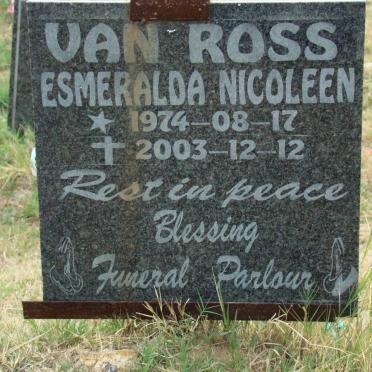 VAN ROSS
ESMERALDA NICOLEEN
★ 1974-08-17
✝ 2003-12-12
Rest in peace
Blessing
Funeral Parlour